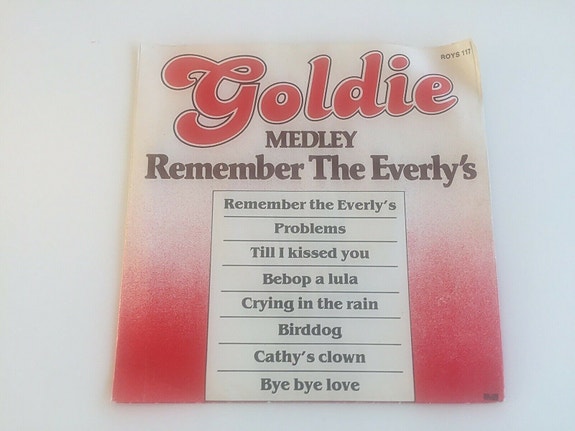 ROYS 117
Goldie
MEDLEY
Remember The Everly's
Remember the Everly's
Problems
Till I kissed you
Bebop a lula
Crying in the rain
Birddog
Cathy's clown
Bye bye love